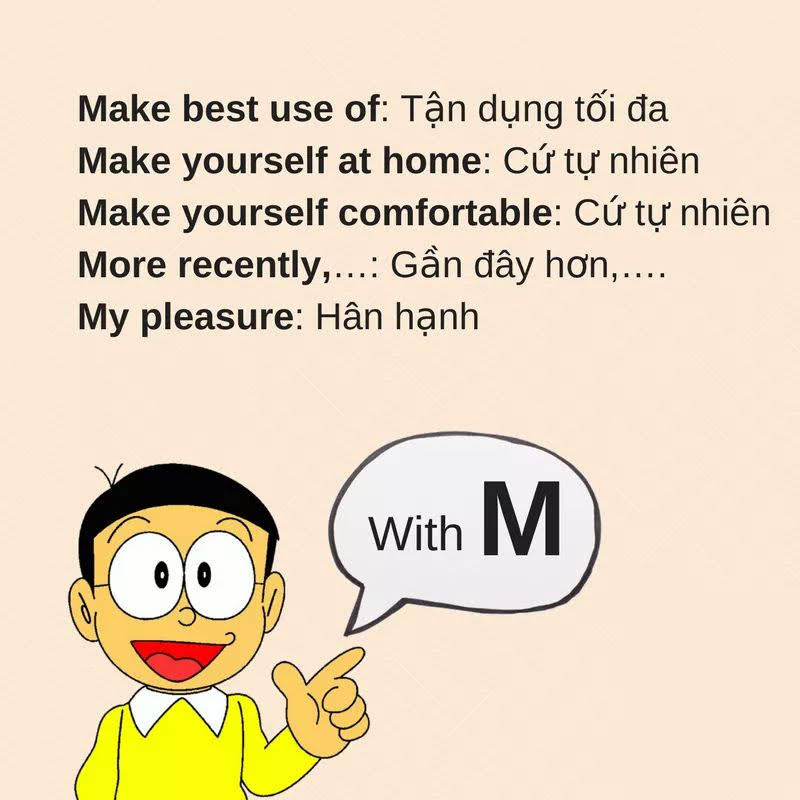 Make best use of: Tận dụng tối đa
Make yourself at home: Cứ tự nhiên
Make yourself comfortable: Cứ tự nhiên
More recently,…: Gần đây hơn,….
My pleasure: Hân hạnh
With M